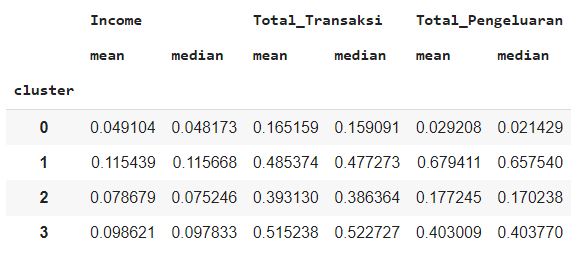 Income Total_Transaksi Total_Pengeluaran
mean median mean median mean median
cluster
0 0.049104 0.048173 0.165159 0.159091 0.029208 0.021429
1 0.115439 0.115668 0.485374 0.477273 0.679411 0.657540
2 0.078679 0.075246 0.393130 0.386364 0.177245 0.170238
3 0.098621 0.097833 0.515238 0.522727 0.403009 0.403770